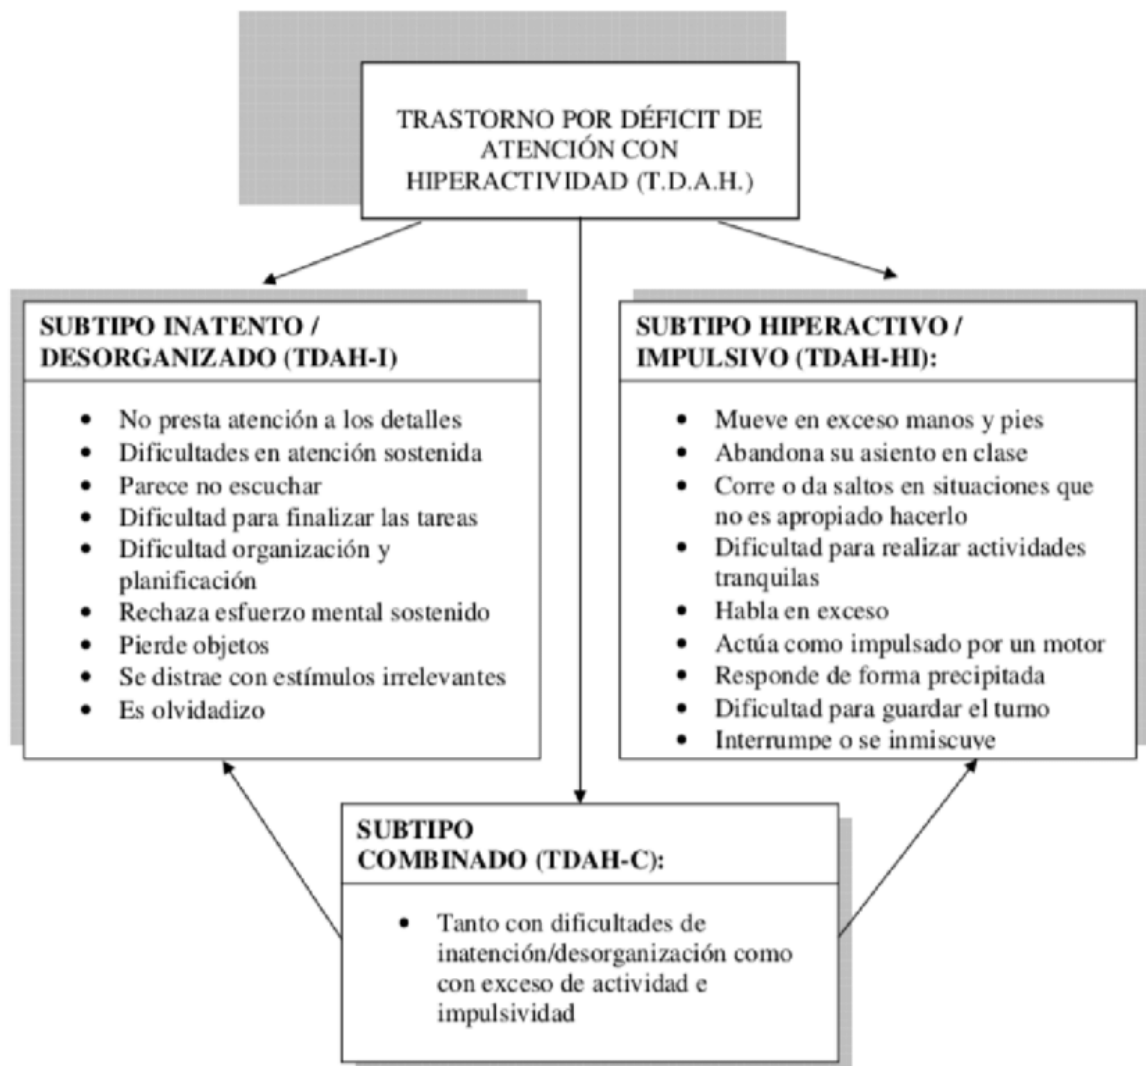 TRASTORNO POR DÉFICIT DE
ATENCIÓN CON
HIPERACTIVIDAD (T.D.A.H.)
SUBTIPO INATENTO /
DESORGANIZADO (TDAH-I)
• No presta atención a los detalles
• Dificultades en atención sostenida
• Parece no escuchar
• Dificultad para finalizar las tareas
• Dificultad organización y
planificación
• Rechaza esfuerzo mental sostenido
• Pierde objetos
• Se distrae con estímulos irrelevantes
• Es olvidadizo
SUBTIPO HIPERACTIVO /
IMPULSIVO (TDAH-HI):
• Mueve en exceso manos y pies
• Abandona su asiento en clase
• Corre o da saltos en situaciones que
no es apropiado hacerlo
• Dificultad para realizar actividades
tranquilas
• Habla en exceso
• Actúa como impulsado por un motor
• Responde de forma precipitada
• Dificultad para guardar el turno
• Interrumpe o se inmiscuye
SUBTIPO
COMBINADO (TDAH-C):
• Tanto con dificultades de
inatención/desorganización como
con exceso de actividad e
impulsividad